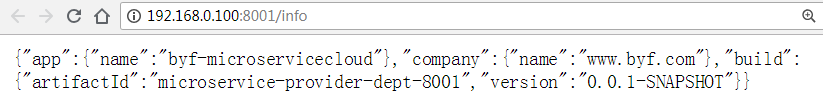 192.168.0.100:8001/info
{"app":{"name":"byf-microservicecloud"},"company":{"name":"www.byf.com"},"build":
{"artifactId":"microservice-provider-dept-8001","version":"0.0.1-SNAPSHOT"}}